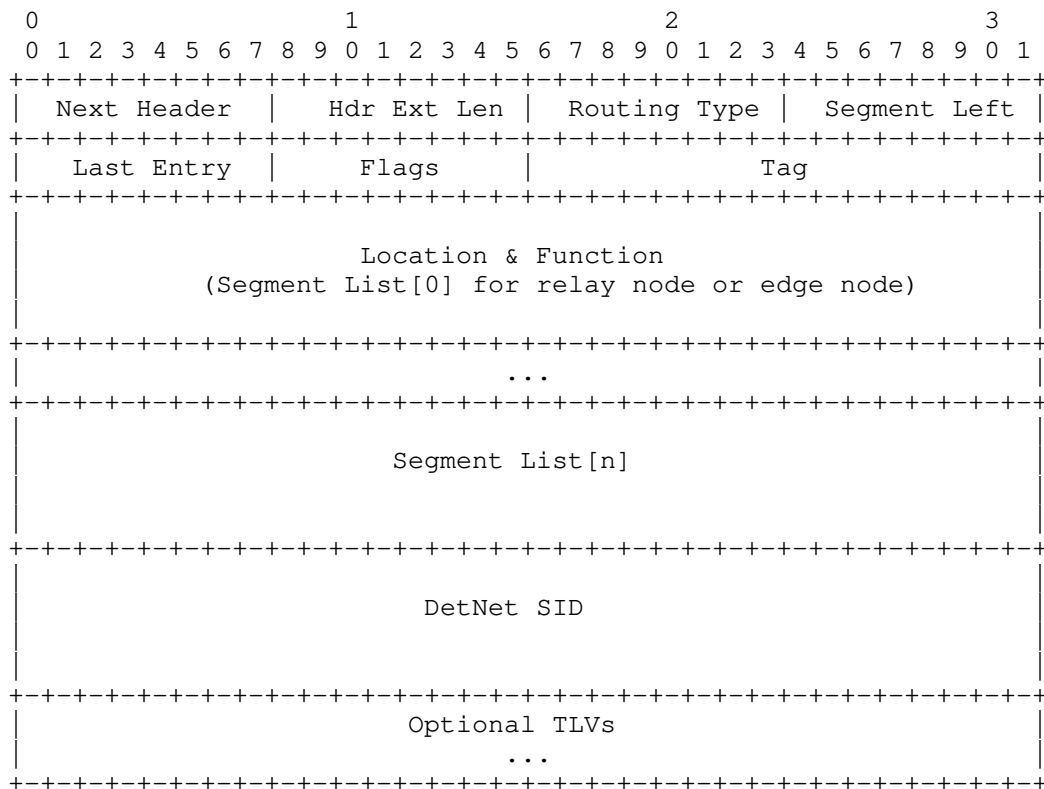 0                   1                   2                   3
 0 1 2 3 4 5 6 7 8 9 0 1 2 3 4 5 6 7 8 9 0 1 2 3 4 5 6 7 8 9 0 1
+-+-+-+-+-+-+-+-+-+-+-+-+-+-+-+-+-+-+-+-+-+-+-+-+-+-+-+-+-+-+-+-+
|  Next Header  |   Hdr Ext Len |  Routing Type |  Segment Left |
+-+-+-+-+-+-+-+-+-+-+-+-+-+-+-+-+-+-+-+-+-+-+-+-+-+-+-+-+-+-+-+-+
|   Last Entry  |     Flags     |              Tag              |
+-+-+-+-+-+-+-+-+-+-+-+-+-+-+-+-+-+-+-+-+-+-+-+-+-+-+-+-+-+-+-+-+
|                                                               |
|                     Location & Function                       |
|           (Segment List[0] for relay node or edge node)       |
|                                                               |
+-+-+-+-+-+-+-+-+-+-+-+-+-+-+-+-+-+-+-+-+-+-+-+-+-+-+-+-+-+-+-+-+
|                              ...                              |
+-+-+-+-+-+-+-+-+-+-+-+-+-+-+-+-+-+-+-+-+-+-+-+-+-+-+-+-+-+-+-+-+
|                                                               |
|                       Segment List[n]                         |
|                                                               |
|                                                               |
+-+-+-+-+-+-+-+-+-+-+-+-+-+-+-+-+-+-+-+-+-+-+-+-+-+-+-+-+-+-+-+-+
|                                                               |
|                         DetNet SID                            |
|                                                               |
|                                                               |
+-+-+-+-+-+-+-+-+-+-+-+-+-+-+-+-+-+-+-+-+-+-+-+-+-+-+-+-+-+-+-+-+
|                        Optional TLVs                          |
|                              ...                              |
+-+-+-+-+-+-+-+-+-+-+-+-+-+-+-+-+-+-+-+-+-+-+-+-+-+-+-+-+-+-+-+-+